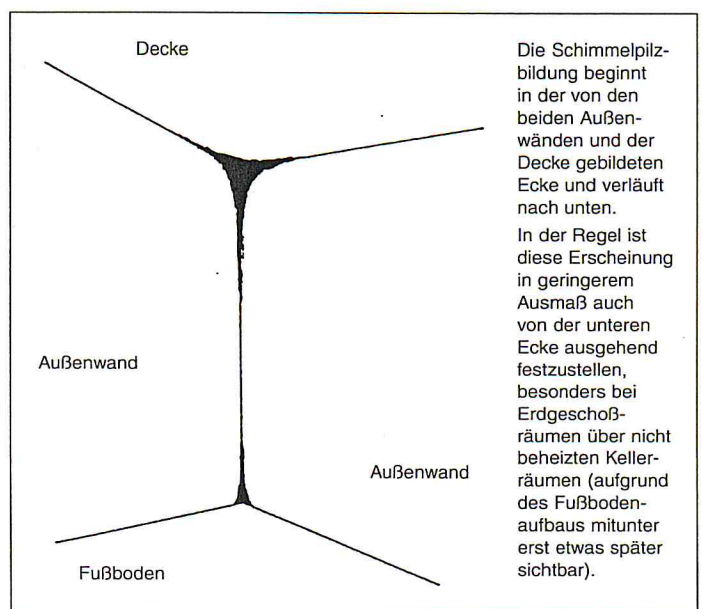 Decke
Die Schimmelpilz-
bildung beginnt
in der von den
beiden Außen-
wänden und der
Decke gebildeten
Ecke und verläuft
nach unten.
In der Regel ist
diese Erscheinung
in geringerem
Ausmaß auch
von der unteren
Ecke ausgehend
festzustellen,
besonders bei
Erdgeschoß-
räumen über nicht
beheizten Keller-
räumen (aufgrund
des Fußboden-
aufbaus mitunter
erst etwas später
sichtbar).
Außenwand
Außenwand
Fußboden